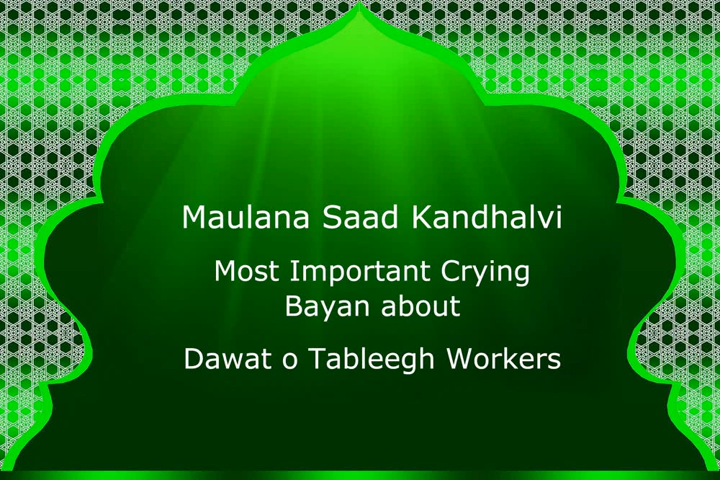 Maulana Saad Kandhalvi
Most Important Crying
Bayan about
Dawat o Tableegh Workers